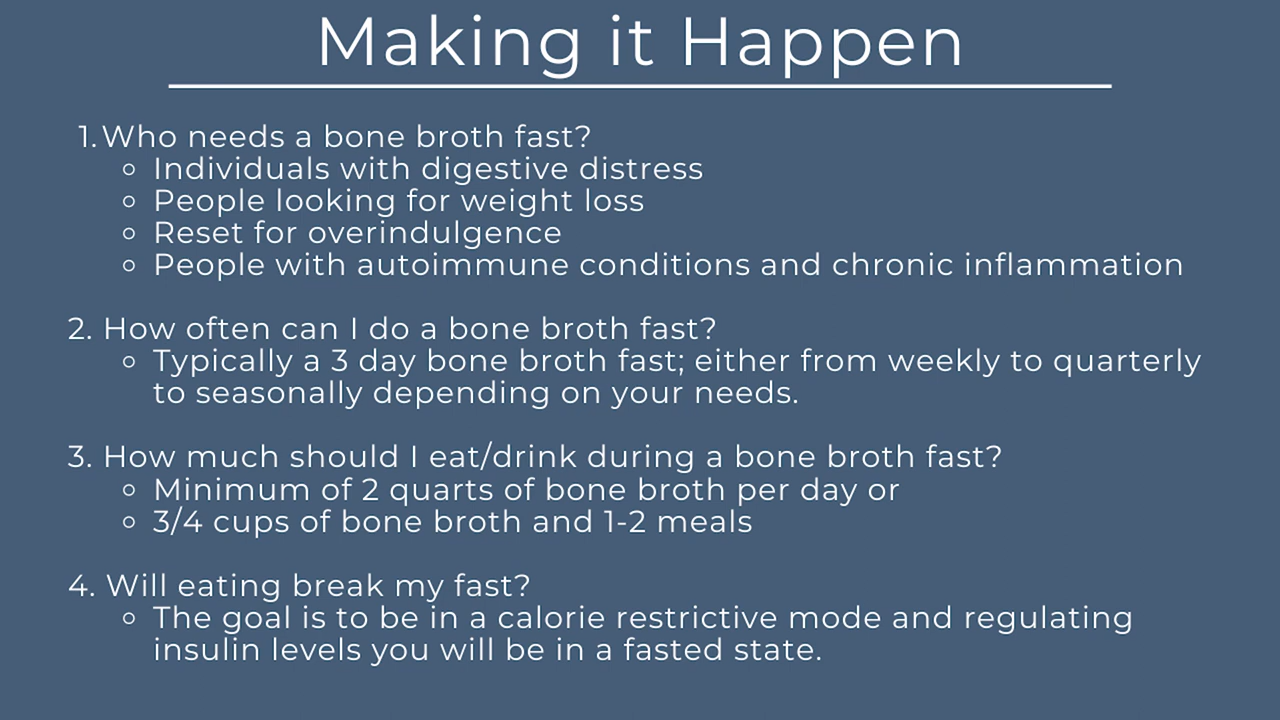 Making it Happen
1. Who needs a bone broth fast?
Individuals with digestive distress
People looking for weight loss
Reset for overindulgence
People with autoimmune conditions and chronic inflammation
2. How often can I do a bone broth fast?
Typically a 3 day bone broth fast; either from weekly to quarterly
to seasonally depending on your needs.
3. How much should I eat/drink during a bone broth fast?
Minimum of 2 quarts of bone broth per day or
3/4 cups of bone broth and 1-2 meals
4. Will eating break my fast?
The goal is to be in a calorie restrictive mode and regulating
insulin levels you will be in a fasted state.